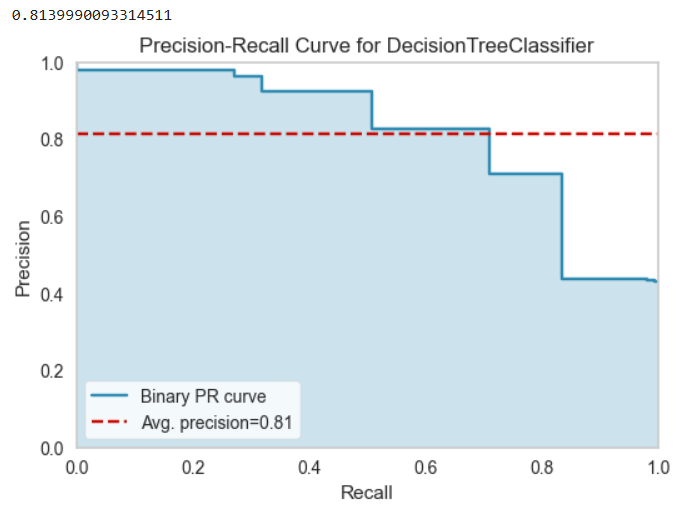 0.8139990093314511
Precision-Recall Curve for DecisionTreeClassifier
1.0
0.8
0.6
0.4
0.2
0.0
Precision
Binary PR curve
Avg. precision=0.81
0.0 0.2 0.4 0.6 0.8 1.0
Recall